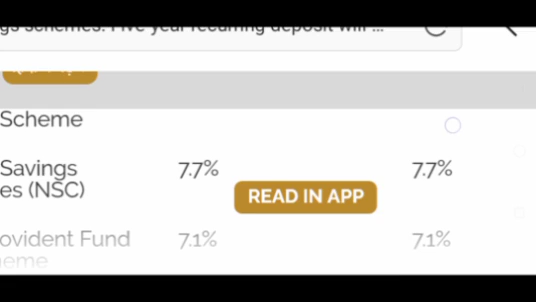 gs schemes. Five year recurring deposit will ...
Scheme
Savings
es (NSC)
7.7%
7.7%
READ IN APP
ovident Fund
eme
7.1%
7.1%